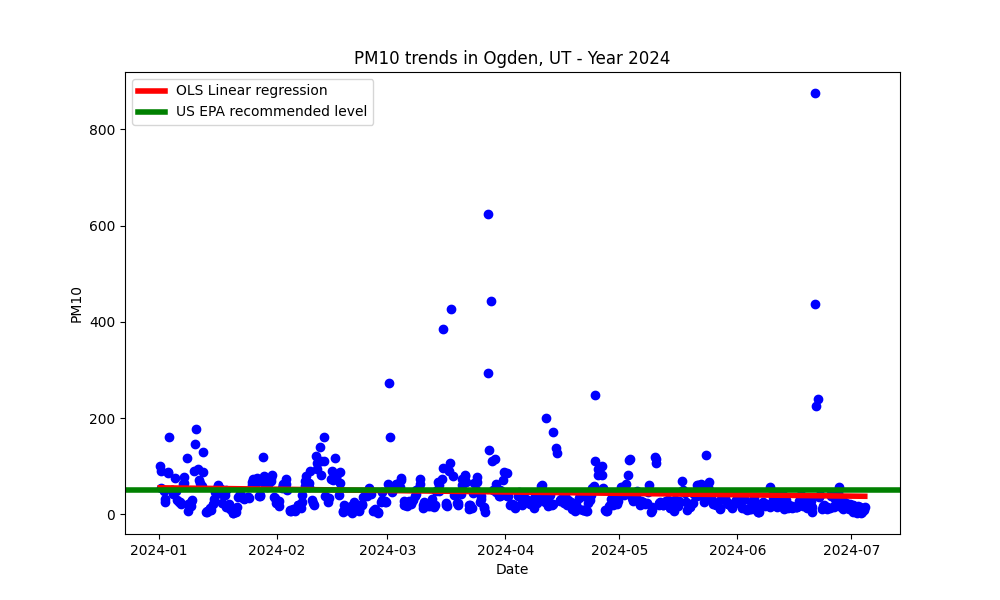 PM10 trends in Ogden, UT - Year 2024
OLS Linear regression
US EPA recommended level
PM10
800
600
400
200
0
2024-01
2024-02
2024-03
2024-04
2024-05
2024-06
2024-07
Date